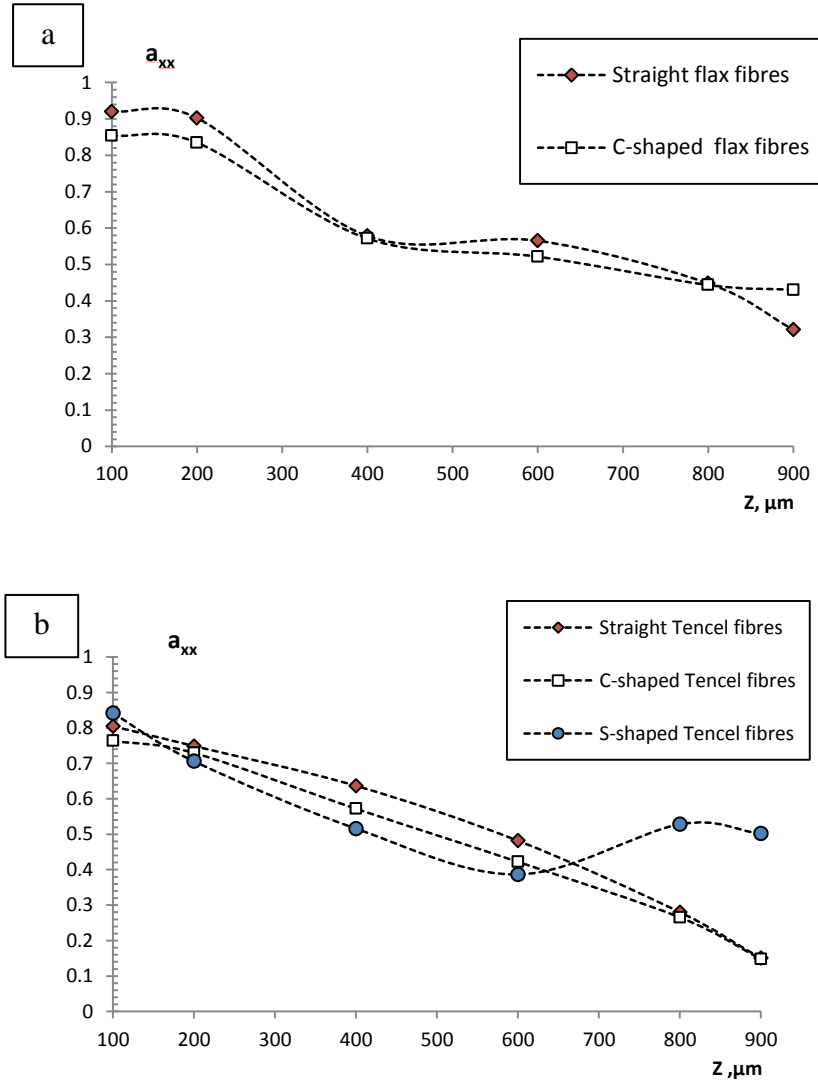 a
a_xx
Straight flax fibres
C-shaped flax fibres
1
0.9
0.8
0.7
0.6
0.5
0.4
0.3
0.2
0.1
0
100 200 300 400 500 600 700 800 900
Z, µm
b
a_xx
Straight Tencel fibres
C-shaped Tencel fibres
S-shaped Tencel fibres
1
0.9
0.8
0.7
0.6
0.5
0.4
0.3
0.2
0.1
0
100 200 300 400 500 600 700 800 900
Z ,µm